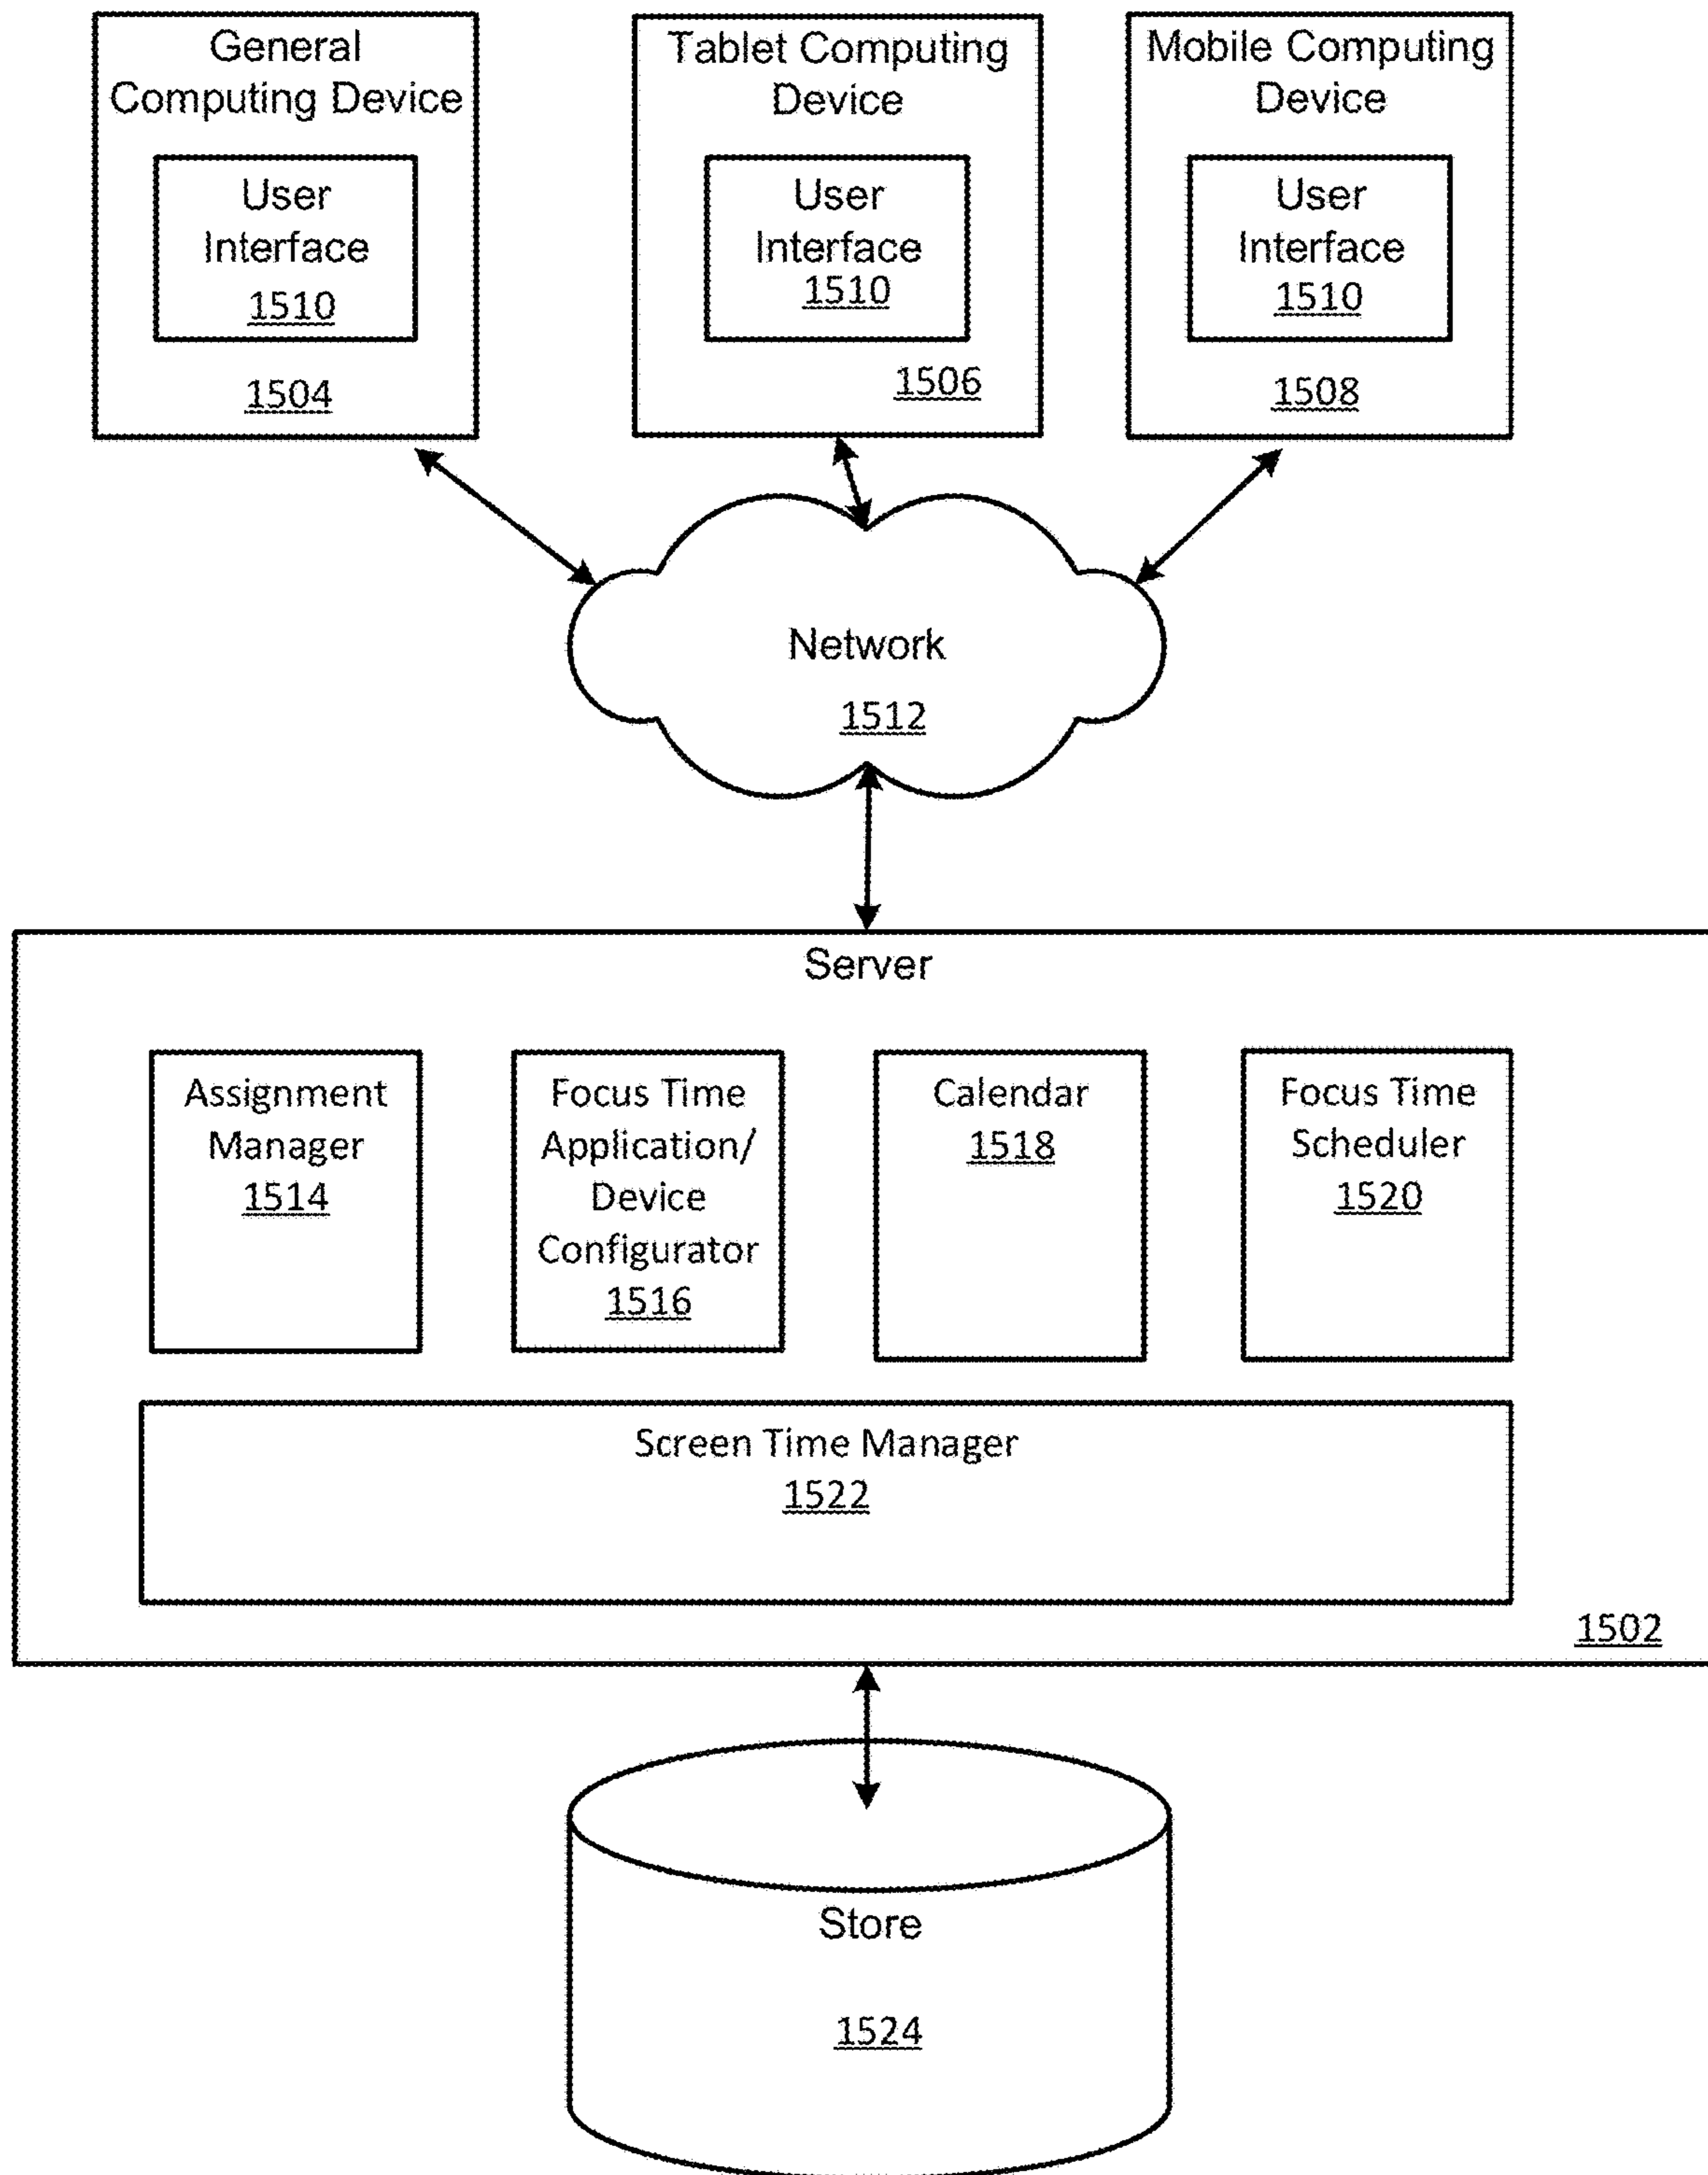 General
Computing Device
User
Interface
1510
1504
Tablet Computing
Device
User
Interface
1510
1506
Mobile Computing
Device
User
Interface
1510
1508
Network
1512
Server
Assignment
Manager
1514
Focus Time
Application/
Device
Configurator
1516
Calendar
1518
Focus Time
Scheduler
1520
Screen Time Manager
1522
1502
Store
1524